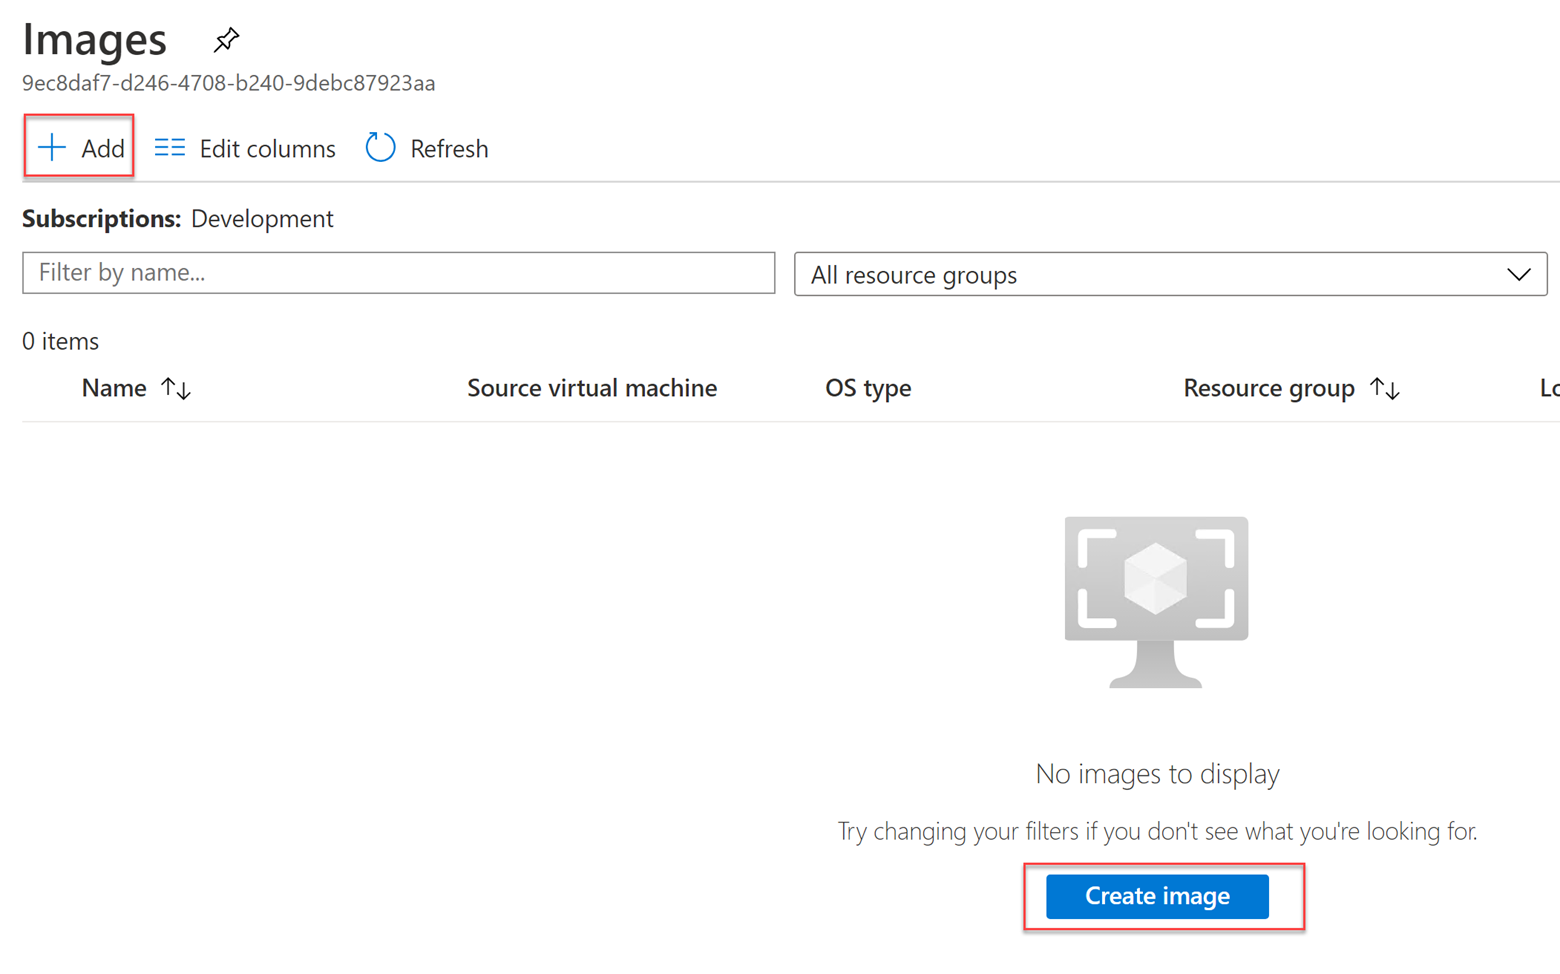 Images
9ec8daf7-d246-4708-b240-9debc87923aa
Add Edit columns Refresh
Subscriptions: Development
Filter by name... All resource groups
0 items
Name Source virtual machine OS type Resource group Lo
No images to display
Try changing your filters if you don't see what you're looking for.
Create image